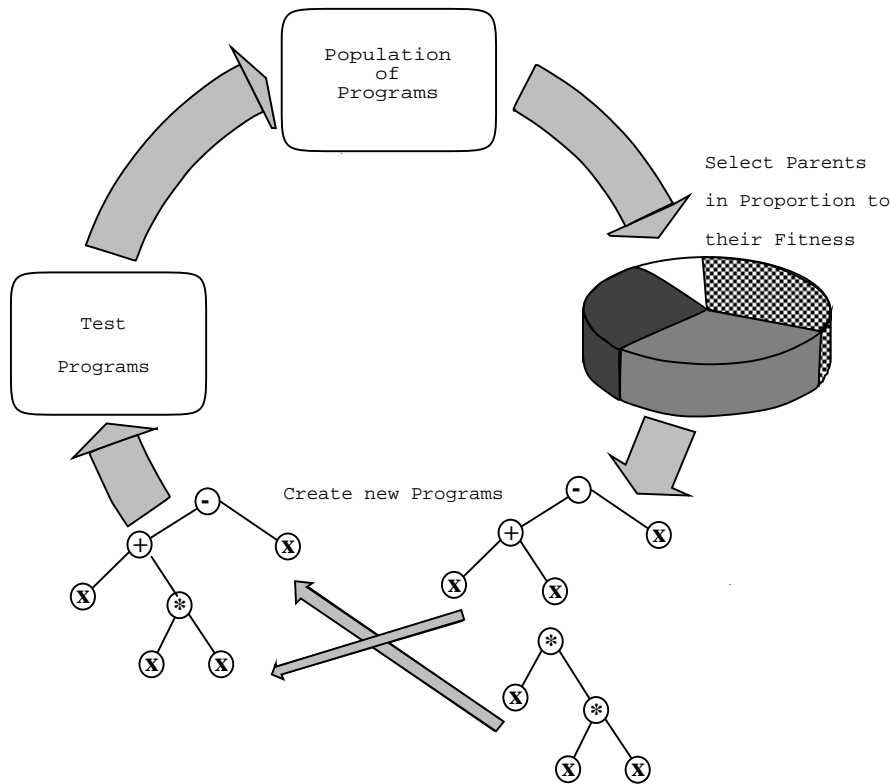 Population
of
Programs
Select Parents
in Proportion to
their Fitness
Test
Programs
Create new Programs
-
-
+
x
+
x
x
x
x
x
*
x
x
*
x
*
x
x